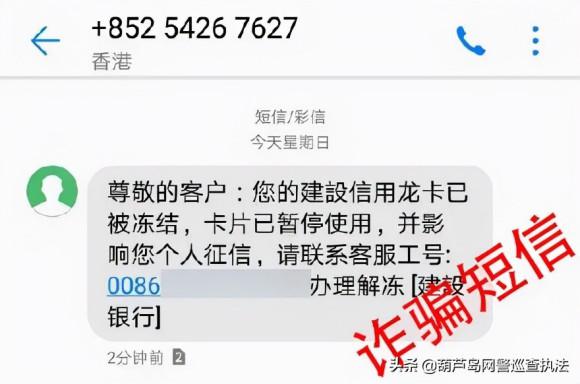 +852 5426 7627
香港
短信/彩信
今天星期日
尊敬的客户：您的建設信用龙卡已
被冻结，卡片已暂停使用，并影
响您个人征信，请联系客服工号:
0086 办理解冻 [建設
银行]
2分钟前 2
诈骗短信
头条 @葫芦岛网警巡查执法